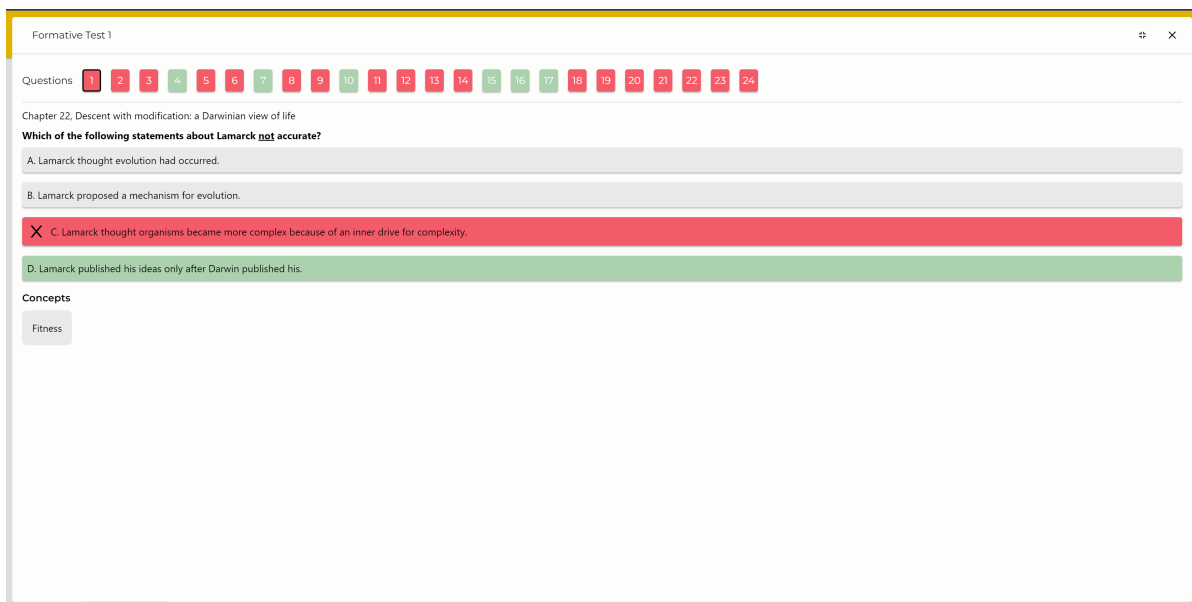 Formative Test 1
Questions 1 2 3 4 5 6 7 8 9 10 11 12 13 14 15 16 17 18 19 20 21 22 23 24
Chapter 22, Descent with modification: a Darwinian view of life
Which of the following statements about Lamarck not accurate?
A. Lamarck thought evolution had occurred.
B. Lamarck proposed a mechanism for evolution.
X C. Lamarck thought organisms became more complex because of an inner drive for complexity.
D. Lamarck published his ideas only after Darwin published his.
Concepts
Fitness